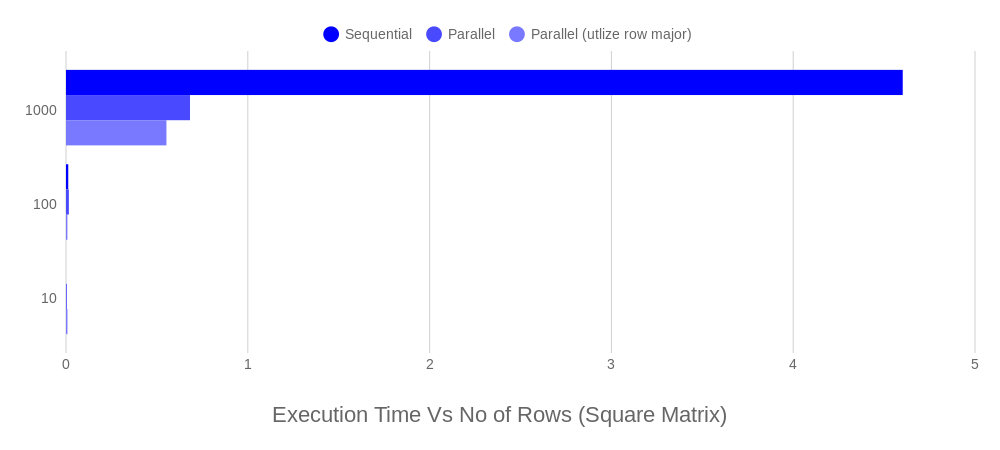 Sequential Parallel Parallel (utlize row major)
1000
100
10
0 1 2 3 4 5
Execution Time Vs No of Rows (Square Matrix)